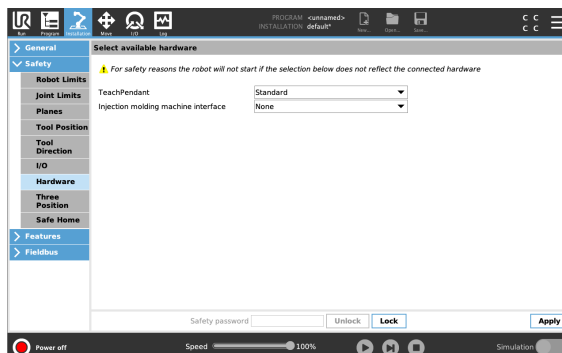 UR
PROGRAM <unnamed>
INSTALLATION default*
C C
C C
Run Program Installation Move I/O Log New... Open... Save...
General
Select available hardware
Safety
For safety reasons the robot will not start if the selection below does not reflect the connected hardware
Robot Limits
TeachPendant Standard
Joint Limits
Injection molding machine interface None
Planes
Tool Position
Tool
Direction
I/O
Hardware
Three
Position
Safe Home
Features
Fieldbus
Safety password Unlock Lock Apply
Power off Speed 100% Simulation